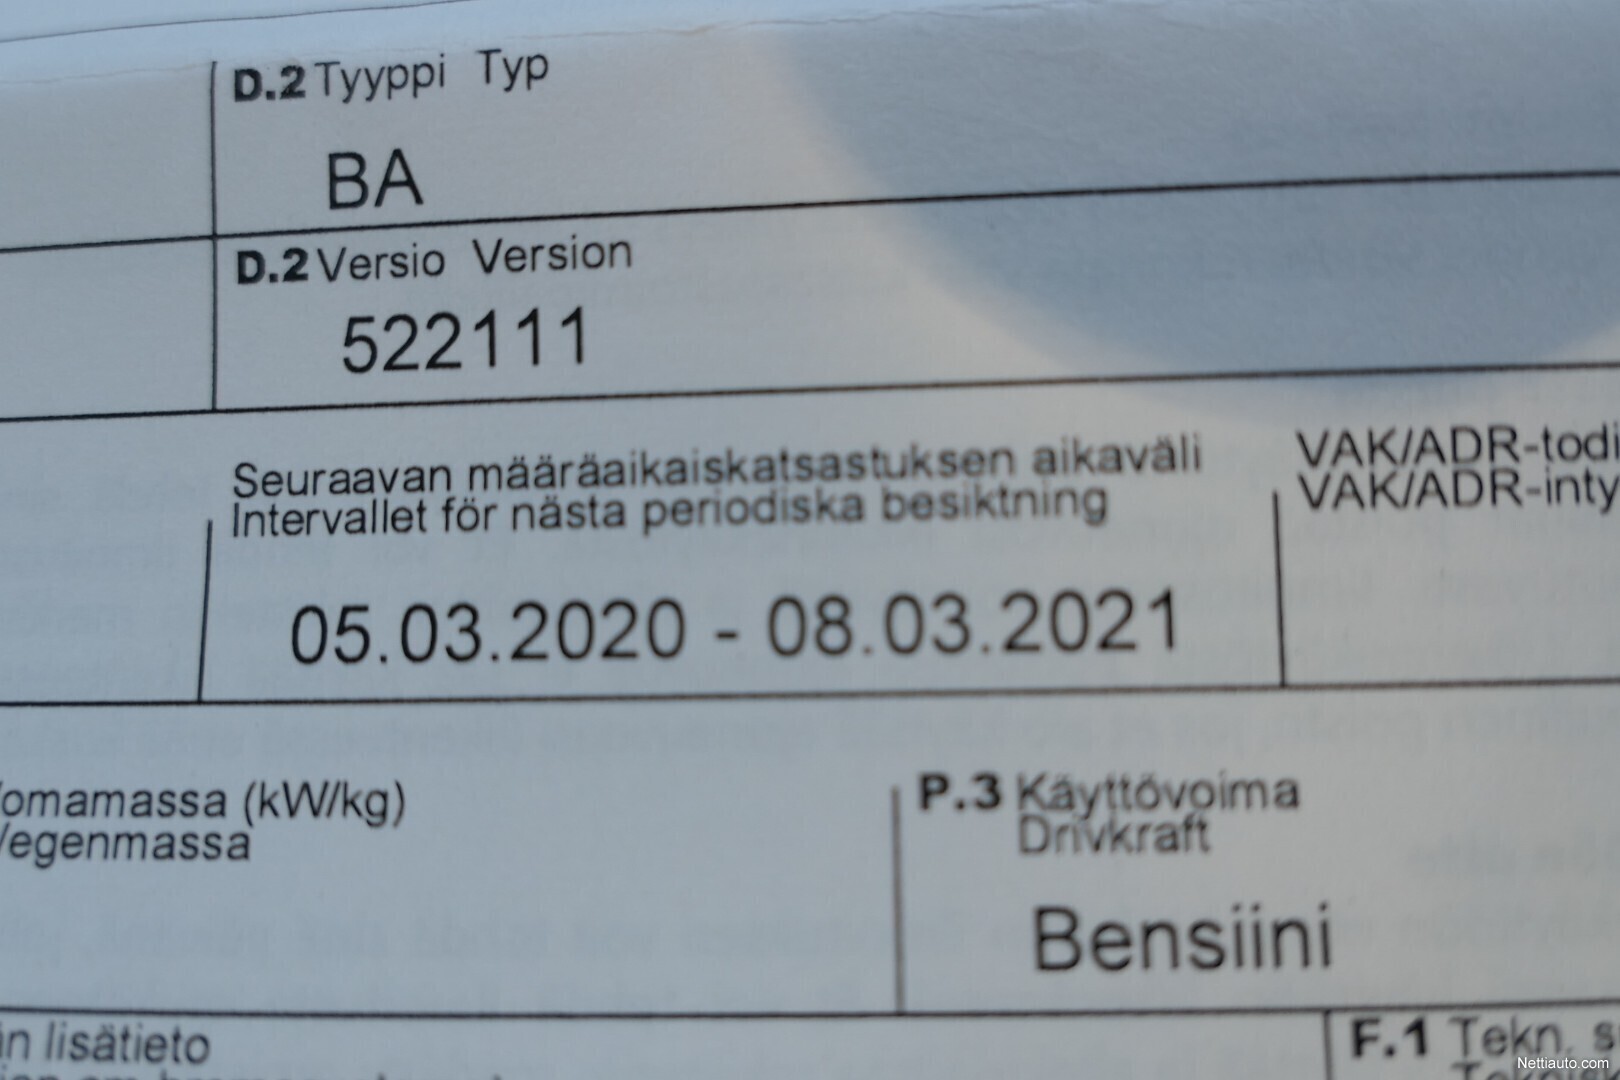 D.2 Tyyppi Typ
BA
D.2 Versio Version
522111
Seuraavan määräaikaiskatsastuksen aikaväli
Intervallet för nästa periodiska besiktning
05.03.2020 - 08.03.2021
VAK/ADR-todi
VAK/ADR-inty
/omamassa (kW/kg)
/egenmassa
P.3 Käyttövoima
Drivkraft
Bensiini
än lisätieto
F.1 Tekn. s
Nettiauto.com